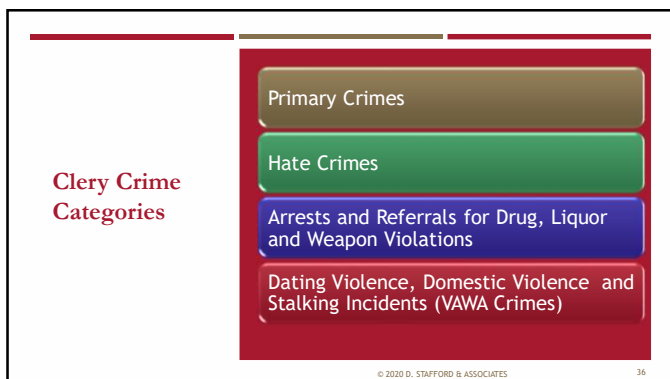 Clery Crime
Categories
Primary Crimes
Hate Crimes
Arrests and Referrals for Drug, Liquor
and Weapon Violations
Dating Violence, Domestic Violence and
Stalking Incidents (VAWA Crimes)
© 2020 D. STAFFORD & ASSOCIATES
36